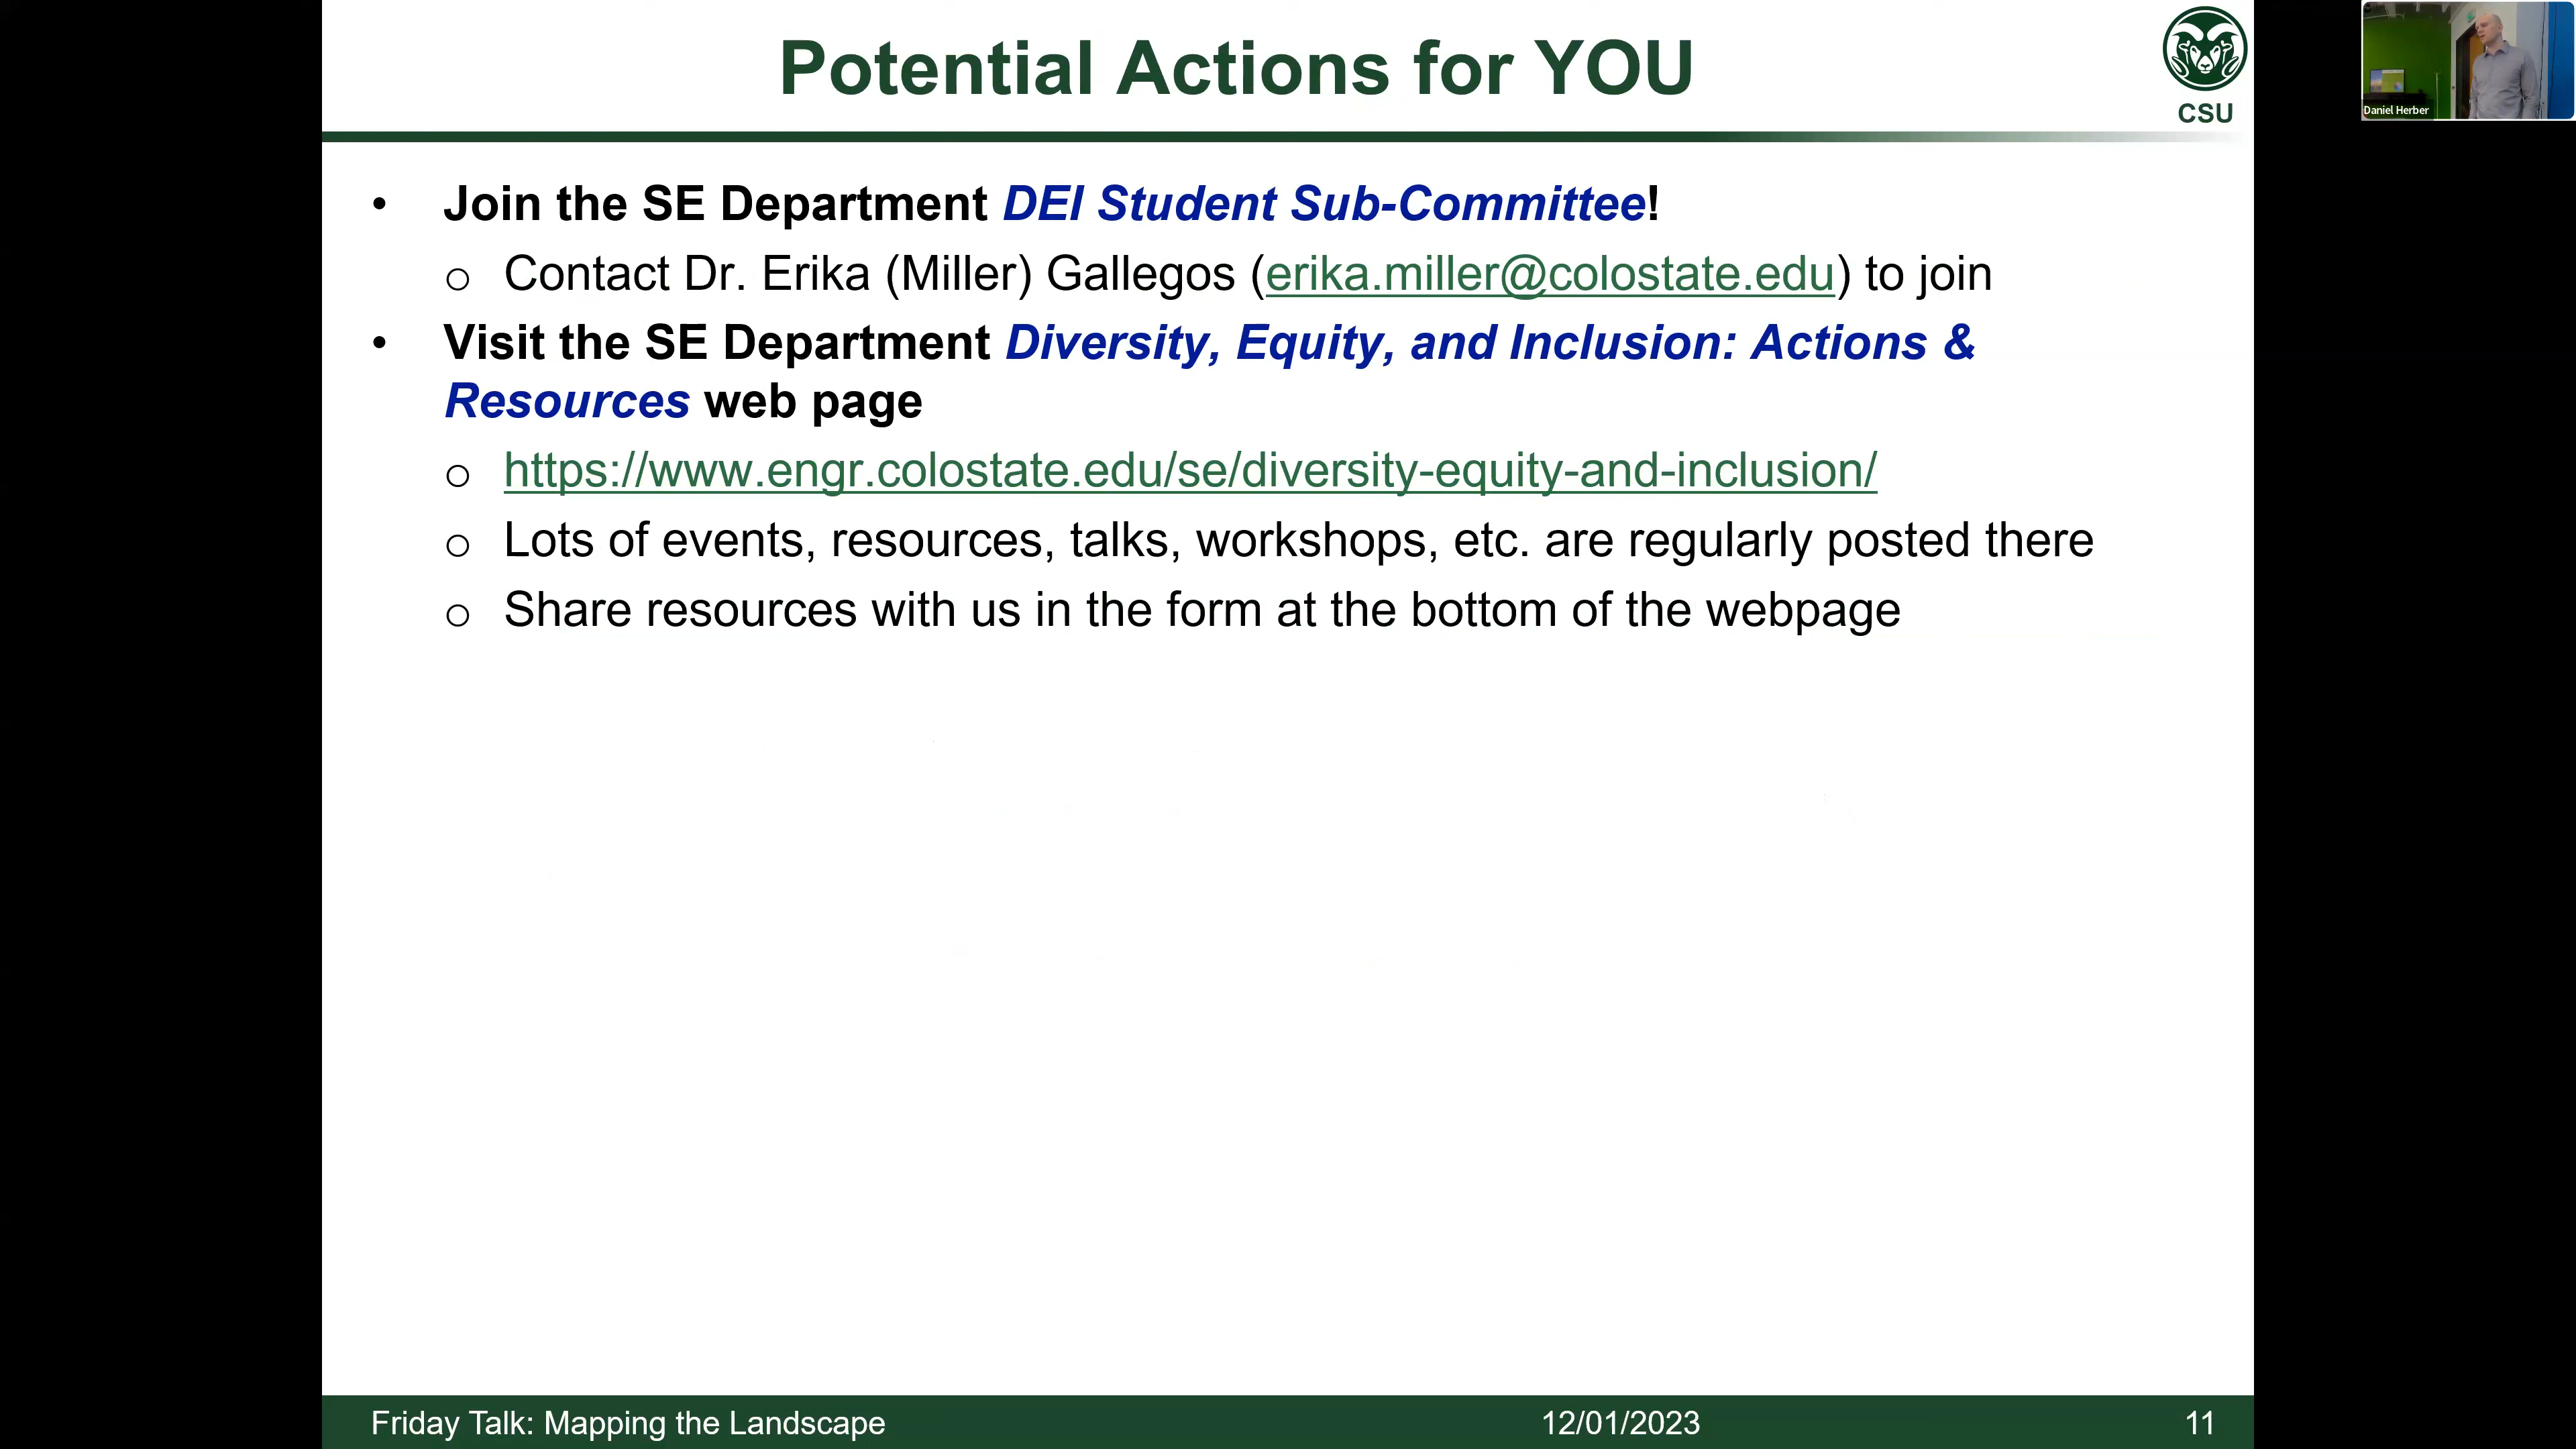 Potential Actions for YOU
CSU
Daniel Herber
• Join the SE Department DEI Student Sub-Committee!
o Contact Dr. Erika (Miller) Gallegos (erika.miller@colostate.edu) to join
• Visit the SE Department Diversity, Equity, and Inclusion: Actions &
Resources web page
o https://www.engr.colostate.edu/se/diversity-equity-and-inclusion/
o Lots of events, resources, talks, workshops, etc. are regularly posted there
o Share resources with us in the form at the bottom of the webpage
Friday Talk: Mapping the Landscape
12/01/2023
11